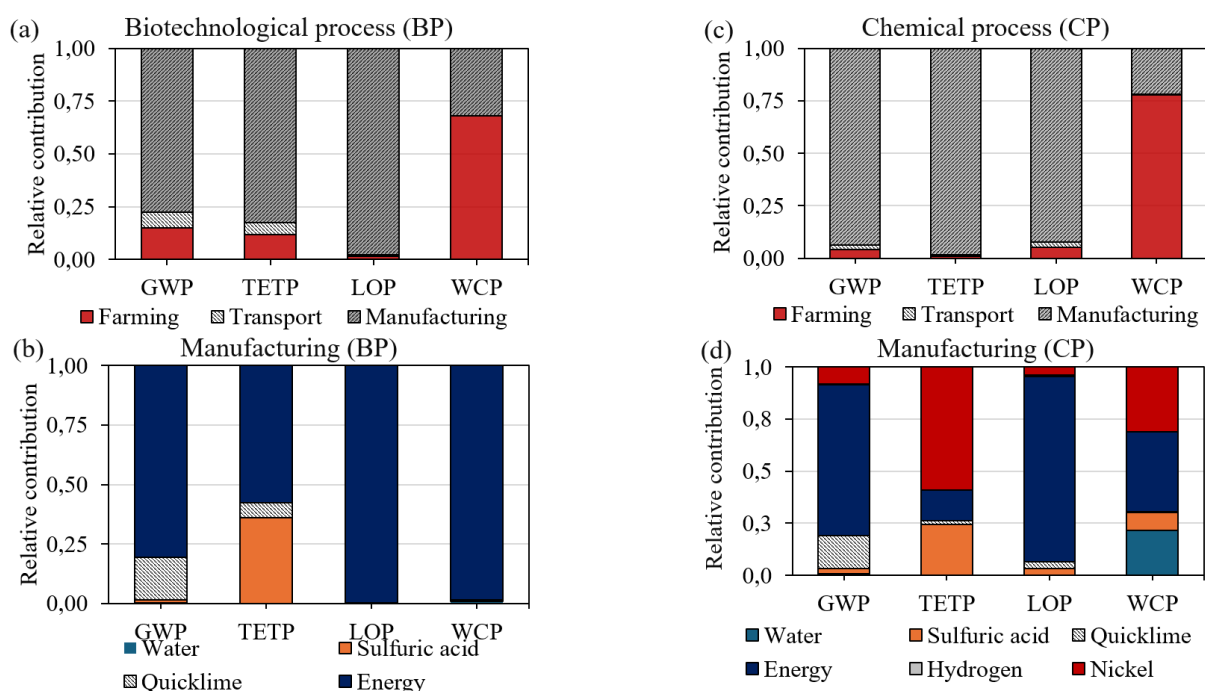 (a) Biotechnological process (BP)
1,00
0,75
0,50
0,25
0,00
Relative contribution
GWP TETP LOP WCP
Farming Transport Manufacturing
(b) Manufacturing (BP)
1,00
0,75
0,50
0,25
0,00
Relative contribution
GWP TETP LOP WCP
Water Sulfuric acid
Quicklime Energy
(c) Chemical process (CP)
1,00
0,75
0,50
0,25
0,00
Relative contribution
GWP TETP LOP WCP
Farming Transport Manufacturing
(d) Manufacturing (CP)
1,0
0,8
0,5
0,3
0,0
Relative contribution
GWP TETP LOP WCP
Water Sulfuric acid Quicklime
Energy Hydrogen Nickel